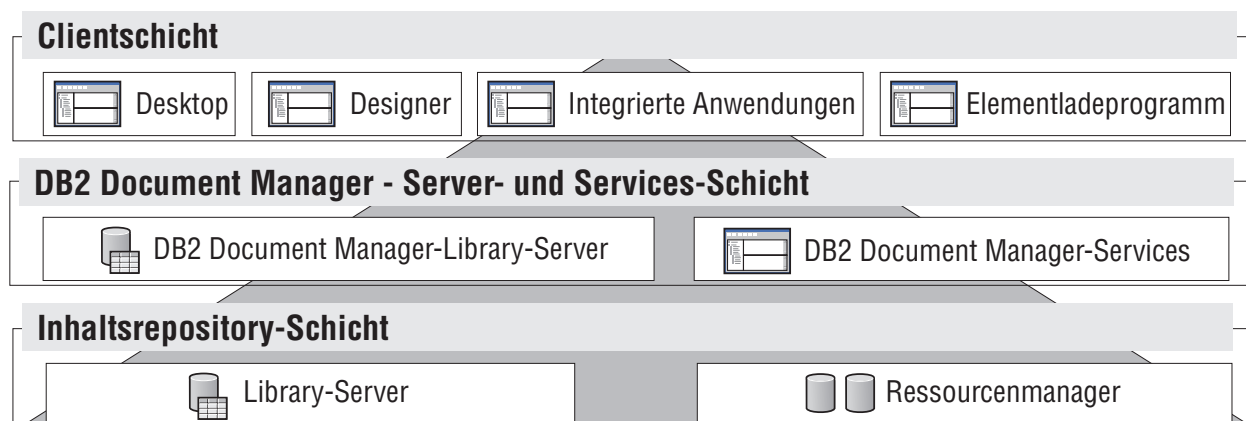 Clientschicht
Desktop
Designer
Integrierte Anwendungen
Elementladeprogramm
DB2 Document Manager - Server- und Services-Schicht
DB2 Document Manager-Library-Server
DB2 Document Manager-Services
Inhaltsrepository-Schicht
Library-Server
Ressourcenmanager